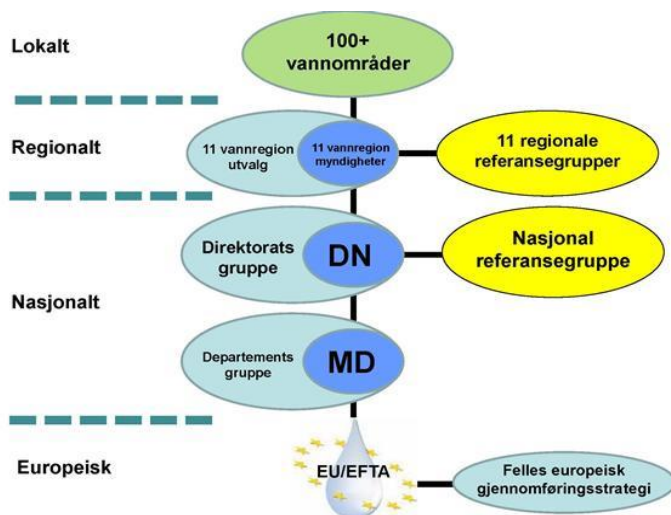 Lokalt
100+
vannområder
Regionalt
11 vannregion
utvalg
11 vannregion
myndigheter
11 regionale
referansegrupper
Nasjonalt
Direktorats
gruppe
DN
Nasjonal
referansegruppe
Departements
gruppe
MD
Europeisk
EU/EFTA
Felles europeisk
gjennomføringsstrategi